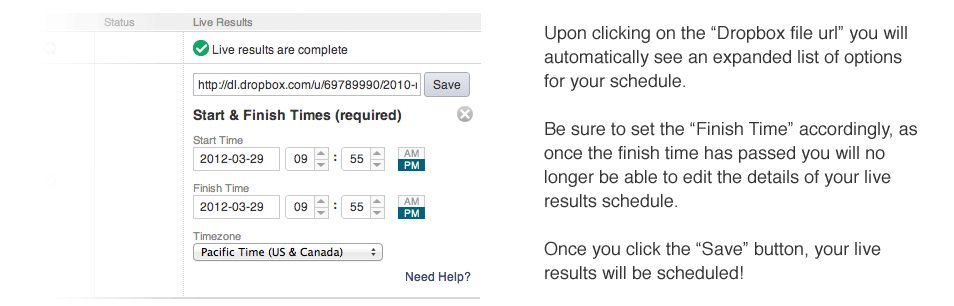 Status Live Results
Live results are complete
http://dl.dropbox.com/u/69789990/2010- Save
Start & Finish Times (required)
Start Time
2012-03-29 09 : 55 AM
PM
Finish Time
2012-03-29 09 : 55 AM
PM
Timezone
Pacific Time (US & Canada)
Need Help?
Upon clicking on the “Dropbox file url” you will
automatically see an expanded list of options
for your schedule.
Be sure to set the “Finish Time” accordingly, as
once the finish time has passed you will no
longer be able to edit the details of your live
results schedule.
Once you click the “Save” button, your live
results will be scheduled!